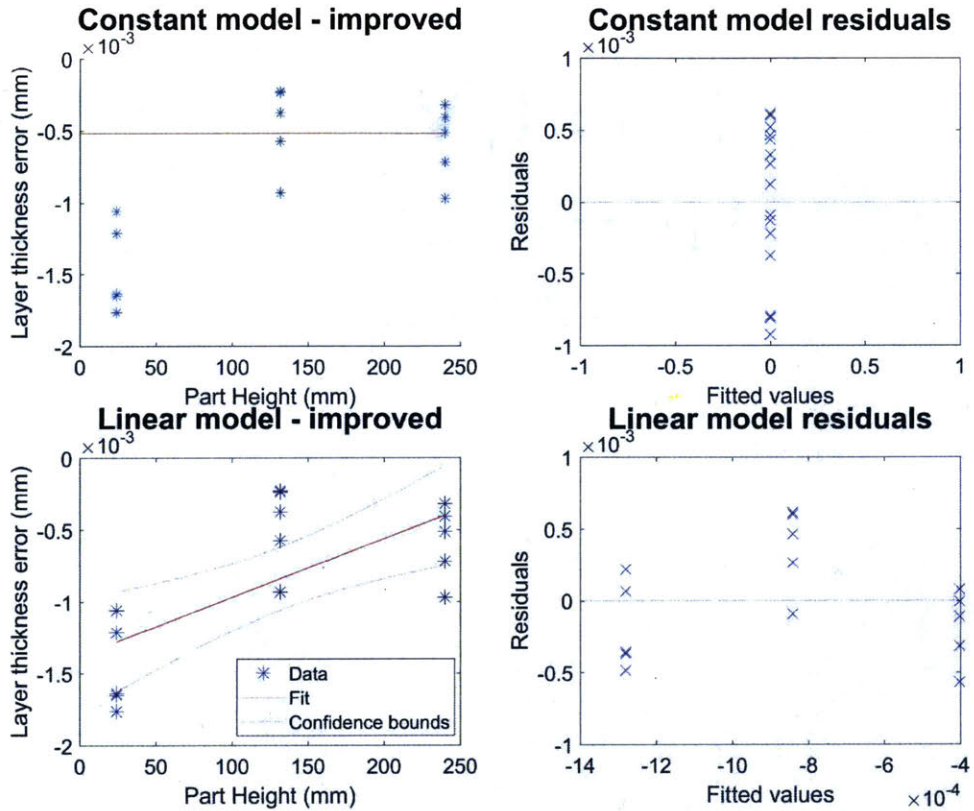 Constant model - improved
×10-3
0
-0.5
-1
-1.5
-2
Layer thickness error (mm)
0 50 100 150 200 250
Part Height (mm)
Constant model residuals
×10-3
1
0.5
0
-0.5
-1
Residuals
-1 -0.5 0 0.5 1
Fitted values
Linear model - improved
×10-3
0
-0.5
-1
-1.5
-2
Layer thickness error (mm)
Data
Fit
Confidence bounds
0 50 100 150 200 250
Part Height (mm)
Linear model residuals
×10-3
1
0.5
0
-0.5
-1
Residuals
-14 -12 -10 -8 -6 -4
Fitted values
×10-4